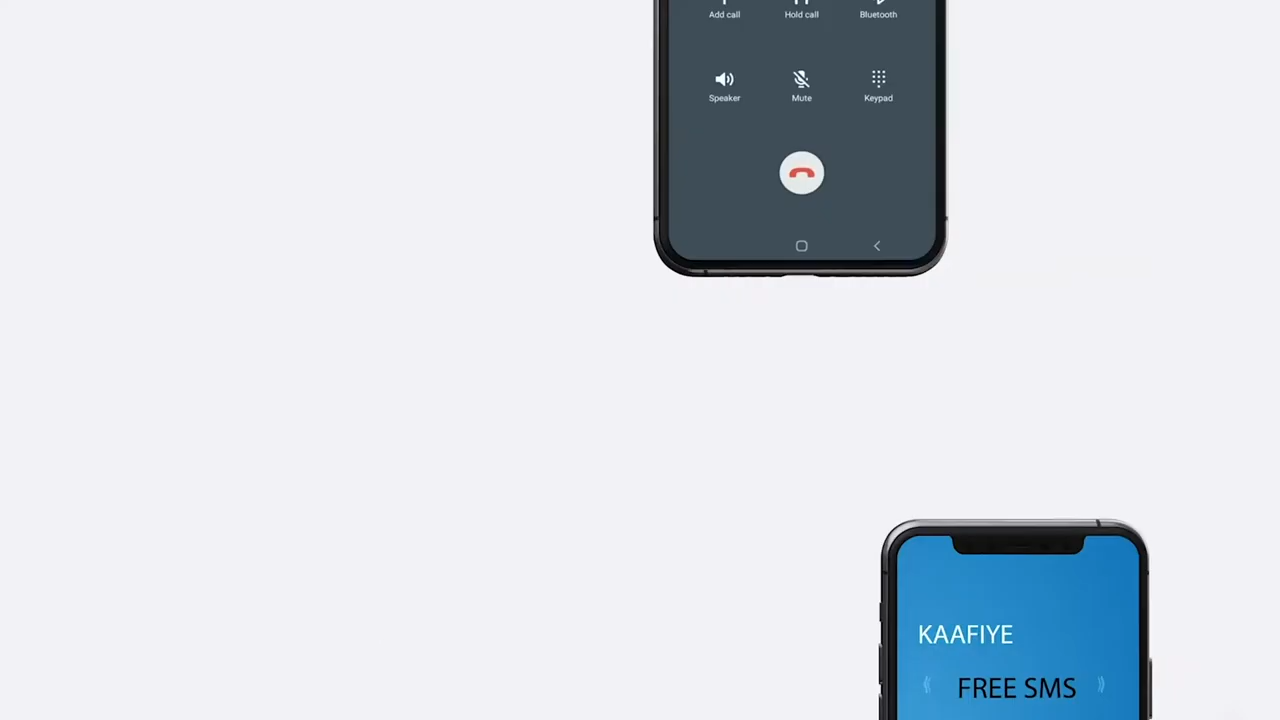 Add call Hold call Bluetooth
Speaker Mute Keypad
KAAFIYE
FREE SMS